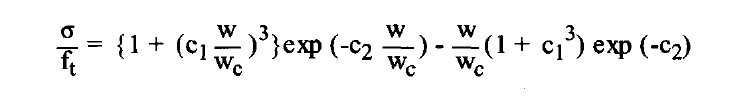 σ/f_t = {1 + (c_1 w/w_c)^3}exp (-c_2 w/w_c) - w/w_c(1 + c_1^3) exp (-c_2)